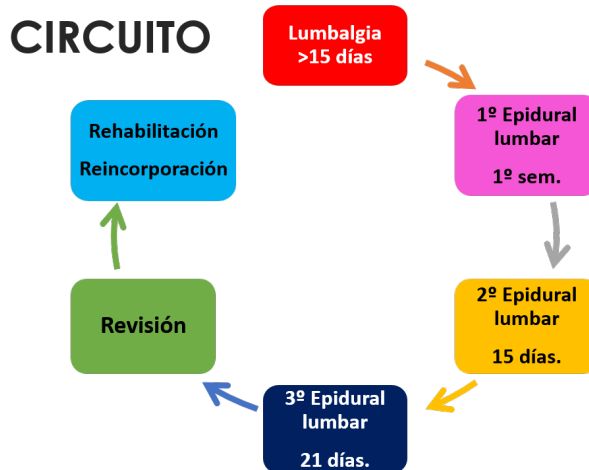 CIRCUITO
Lumbalgia
>15 días
1º Epidural
lumbar
1º sem.
2º Epidural
lumbar
15 días.
3º Epidural
lumbar
21 días.
Revisión
Rehabilitación
Reincorporación